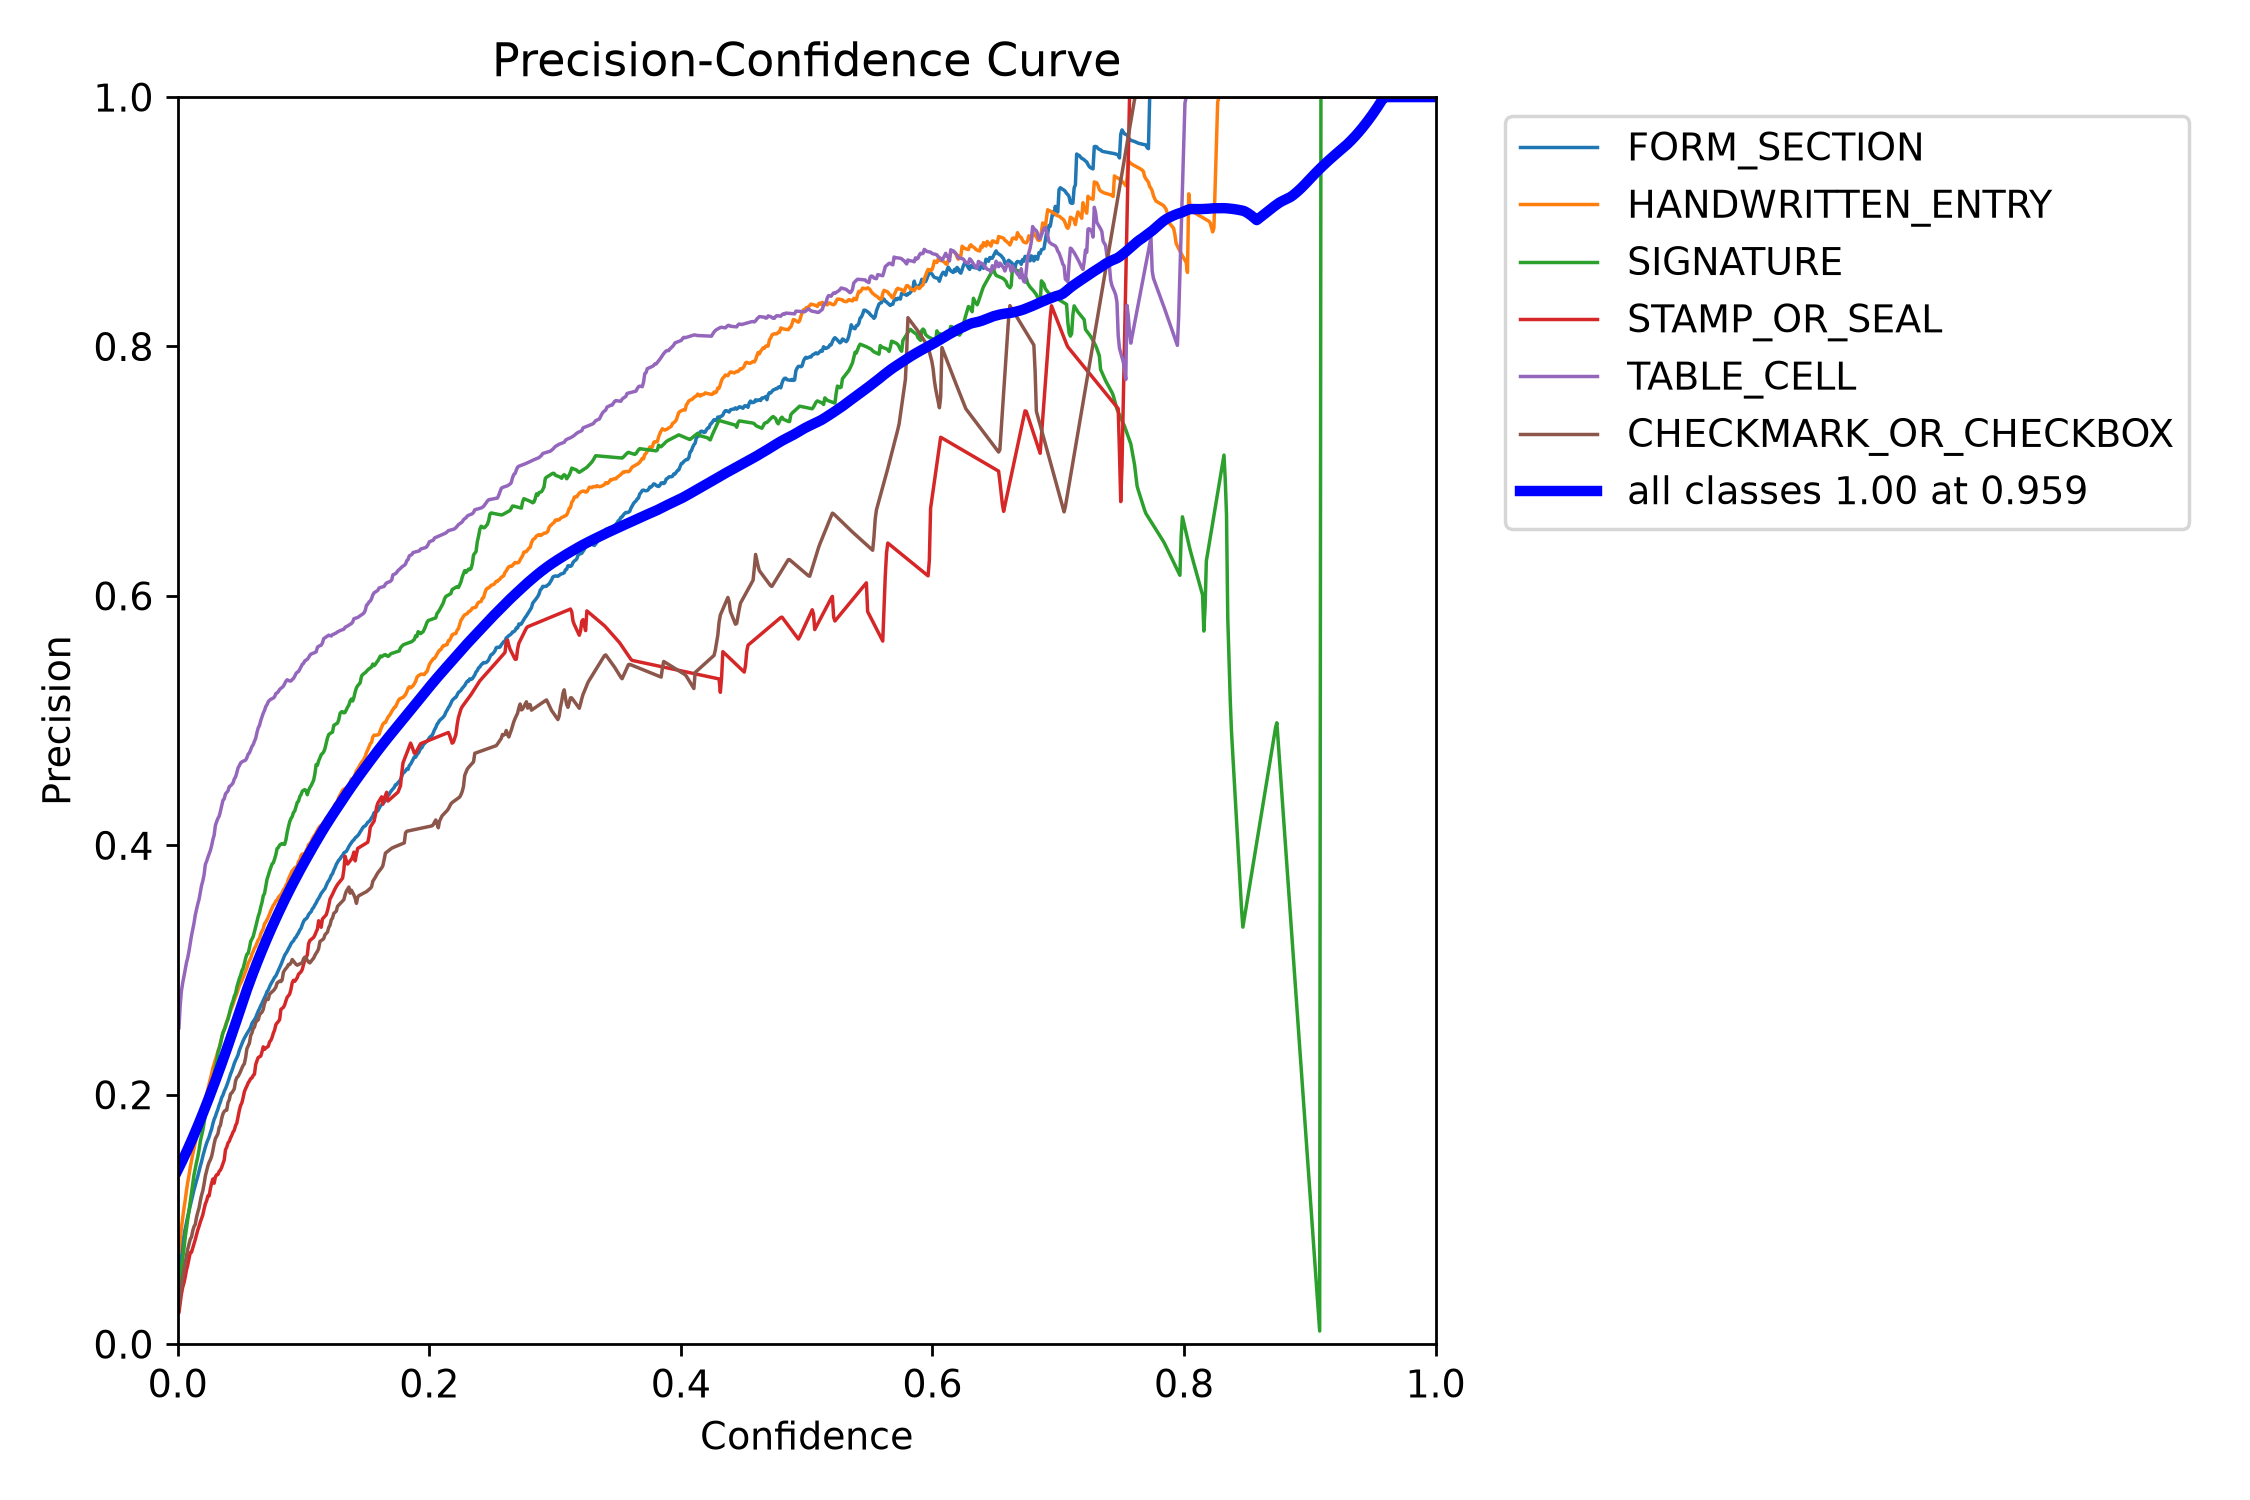 Precision-Confidence Curve
1.0
0.8
0.6
0.4
0.2
0.0
Precision
0.0 0.2 0.4 0.6 0.8 1.0
Confidence
FORM_SECTION
HANDWRITTEN_ENTRY
SIGNATURE
STAMP_OR_SEAL
TABLE_CELL
CHECKMARK_OR_CHECKBOX
all classes 1.00 at 0.959